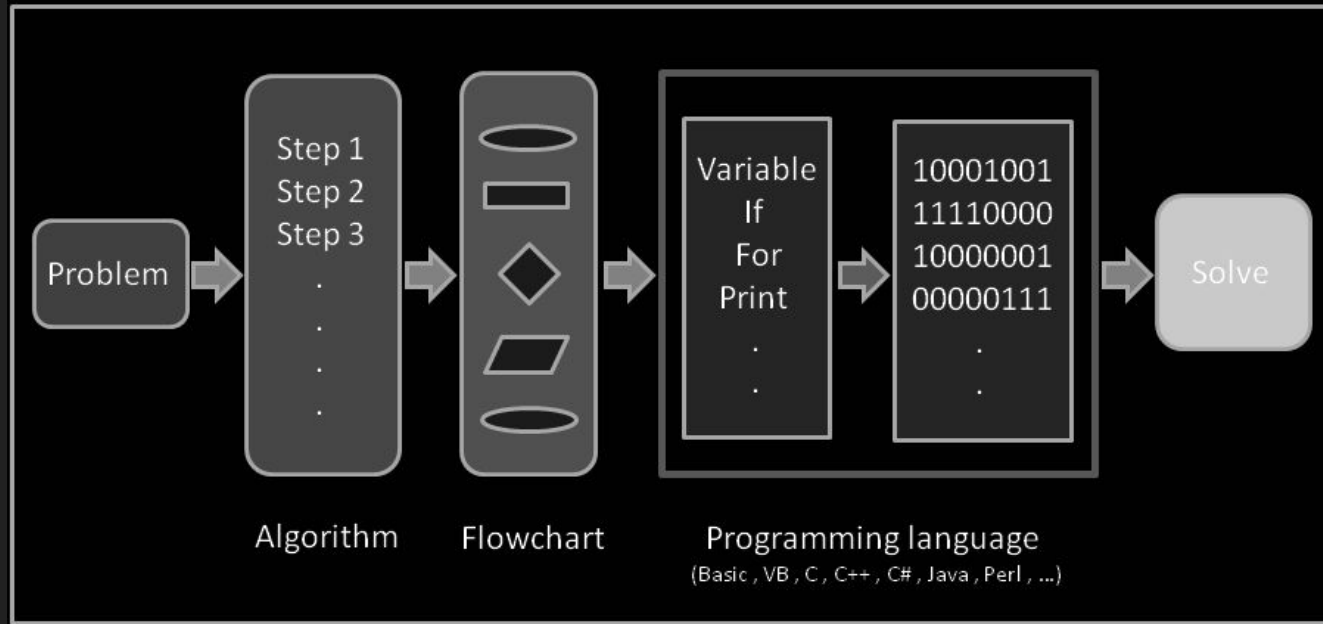 Problem
Step 1
Step 2
Step 3
.
.
.
.
Variable
If
For
Print
.
.
10001001
11110000
10000001
00000111
.
.
Solve
Algorithm
Flowchart
Programming language
(Basic , VB , C , C++ , C# , Java , Perl , ...)